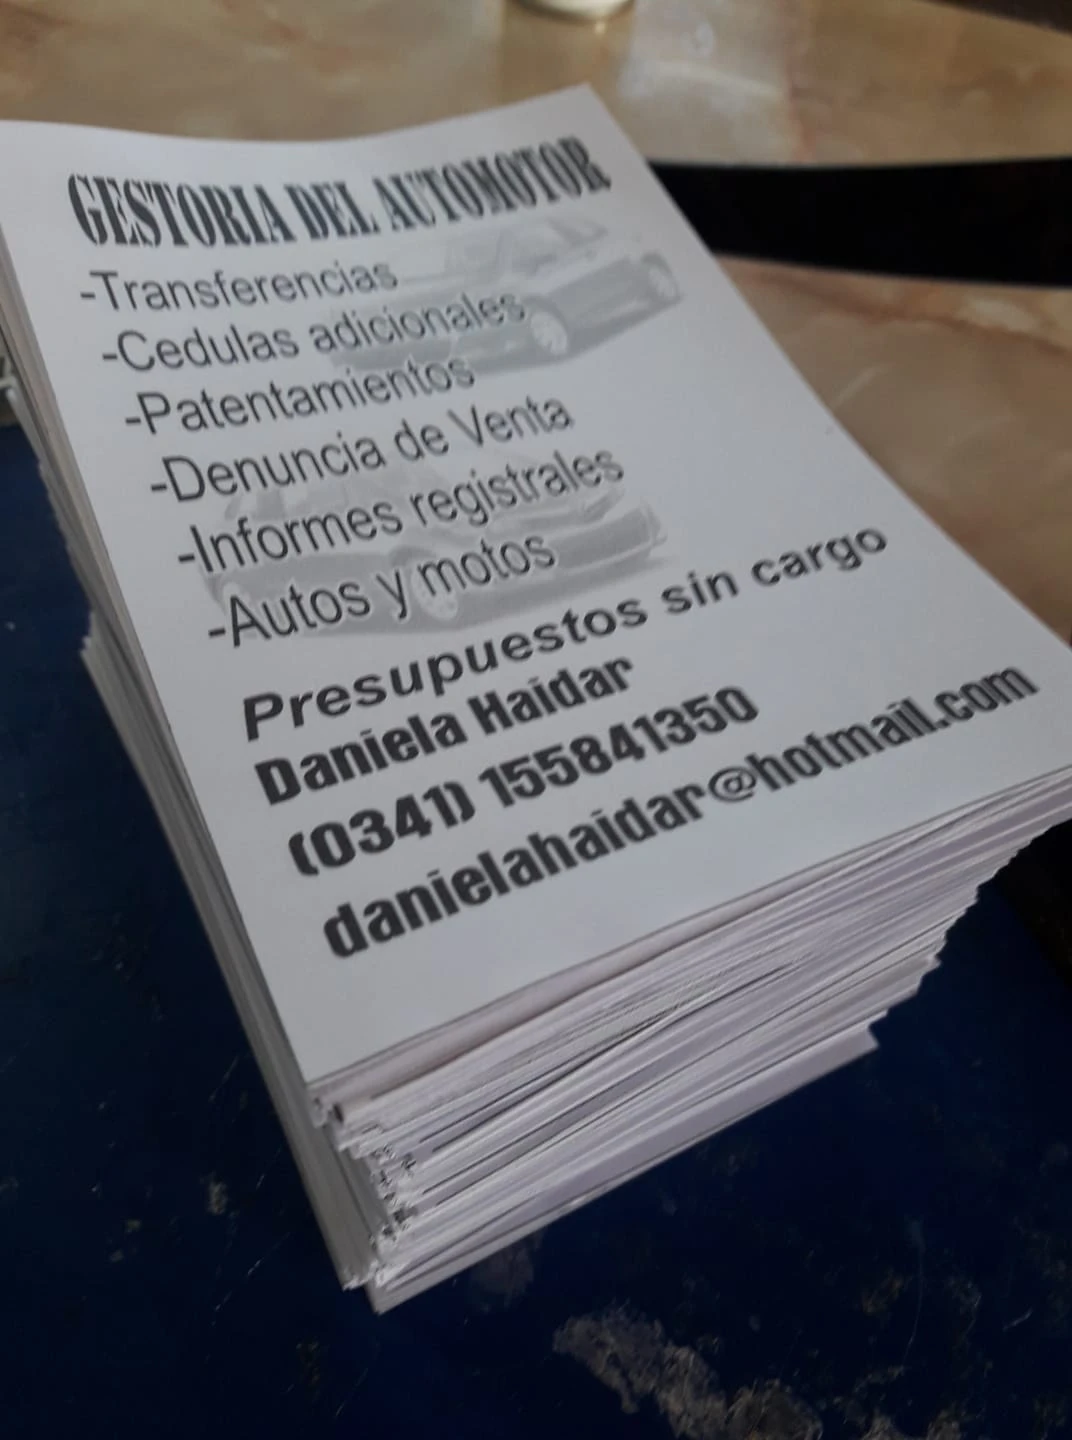 GESTORIA DEL AUTOMOTOR
-Transferencias
-Cedulas adicionales
-Patentamientos
-Denuncia de Venta
-Informes registrales
-Autos y motos
Presupuestos sin cargo
Daniela Haidar
(0341) 155841350
danielahaidar@hotmail.com